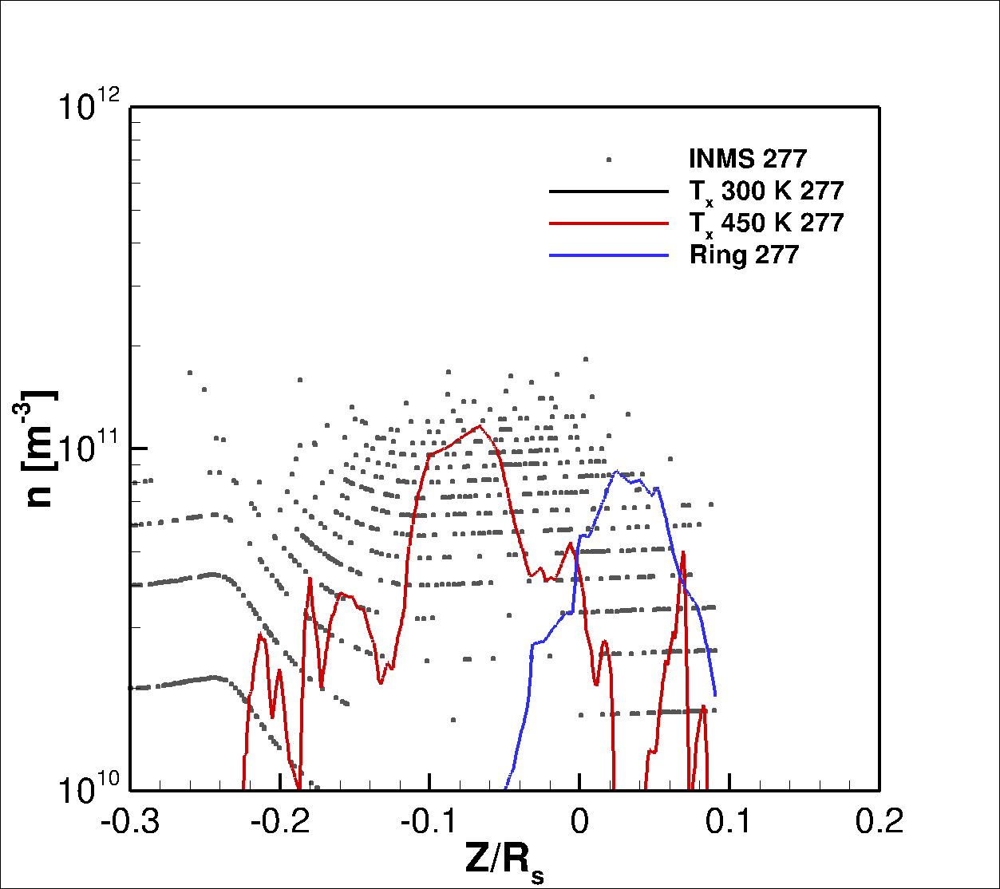 10^12
INMS 277
T_x 300 K 277
T_x 450 K 277
Ring 277
n [m^-3]
10^11
10^10
-0.3 -0.2 -0.1 0 0.1 0.2
Z/R_s